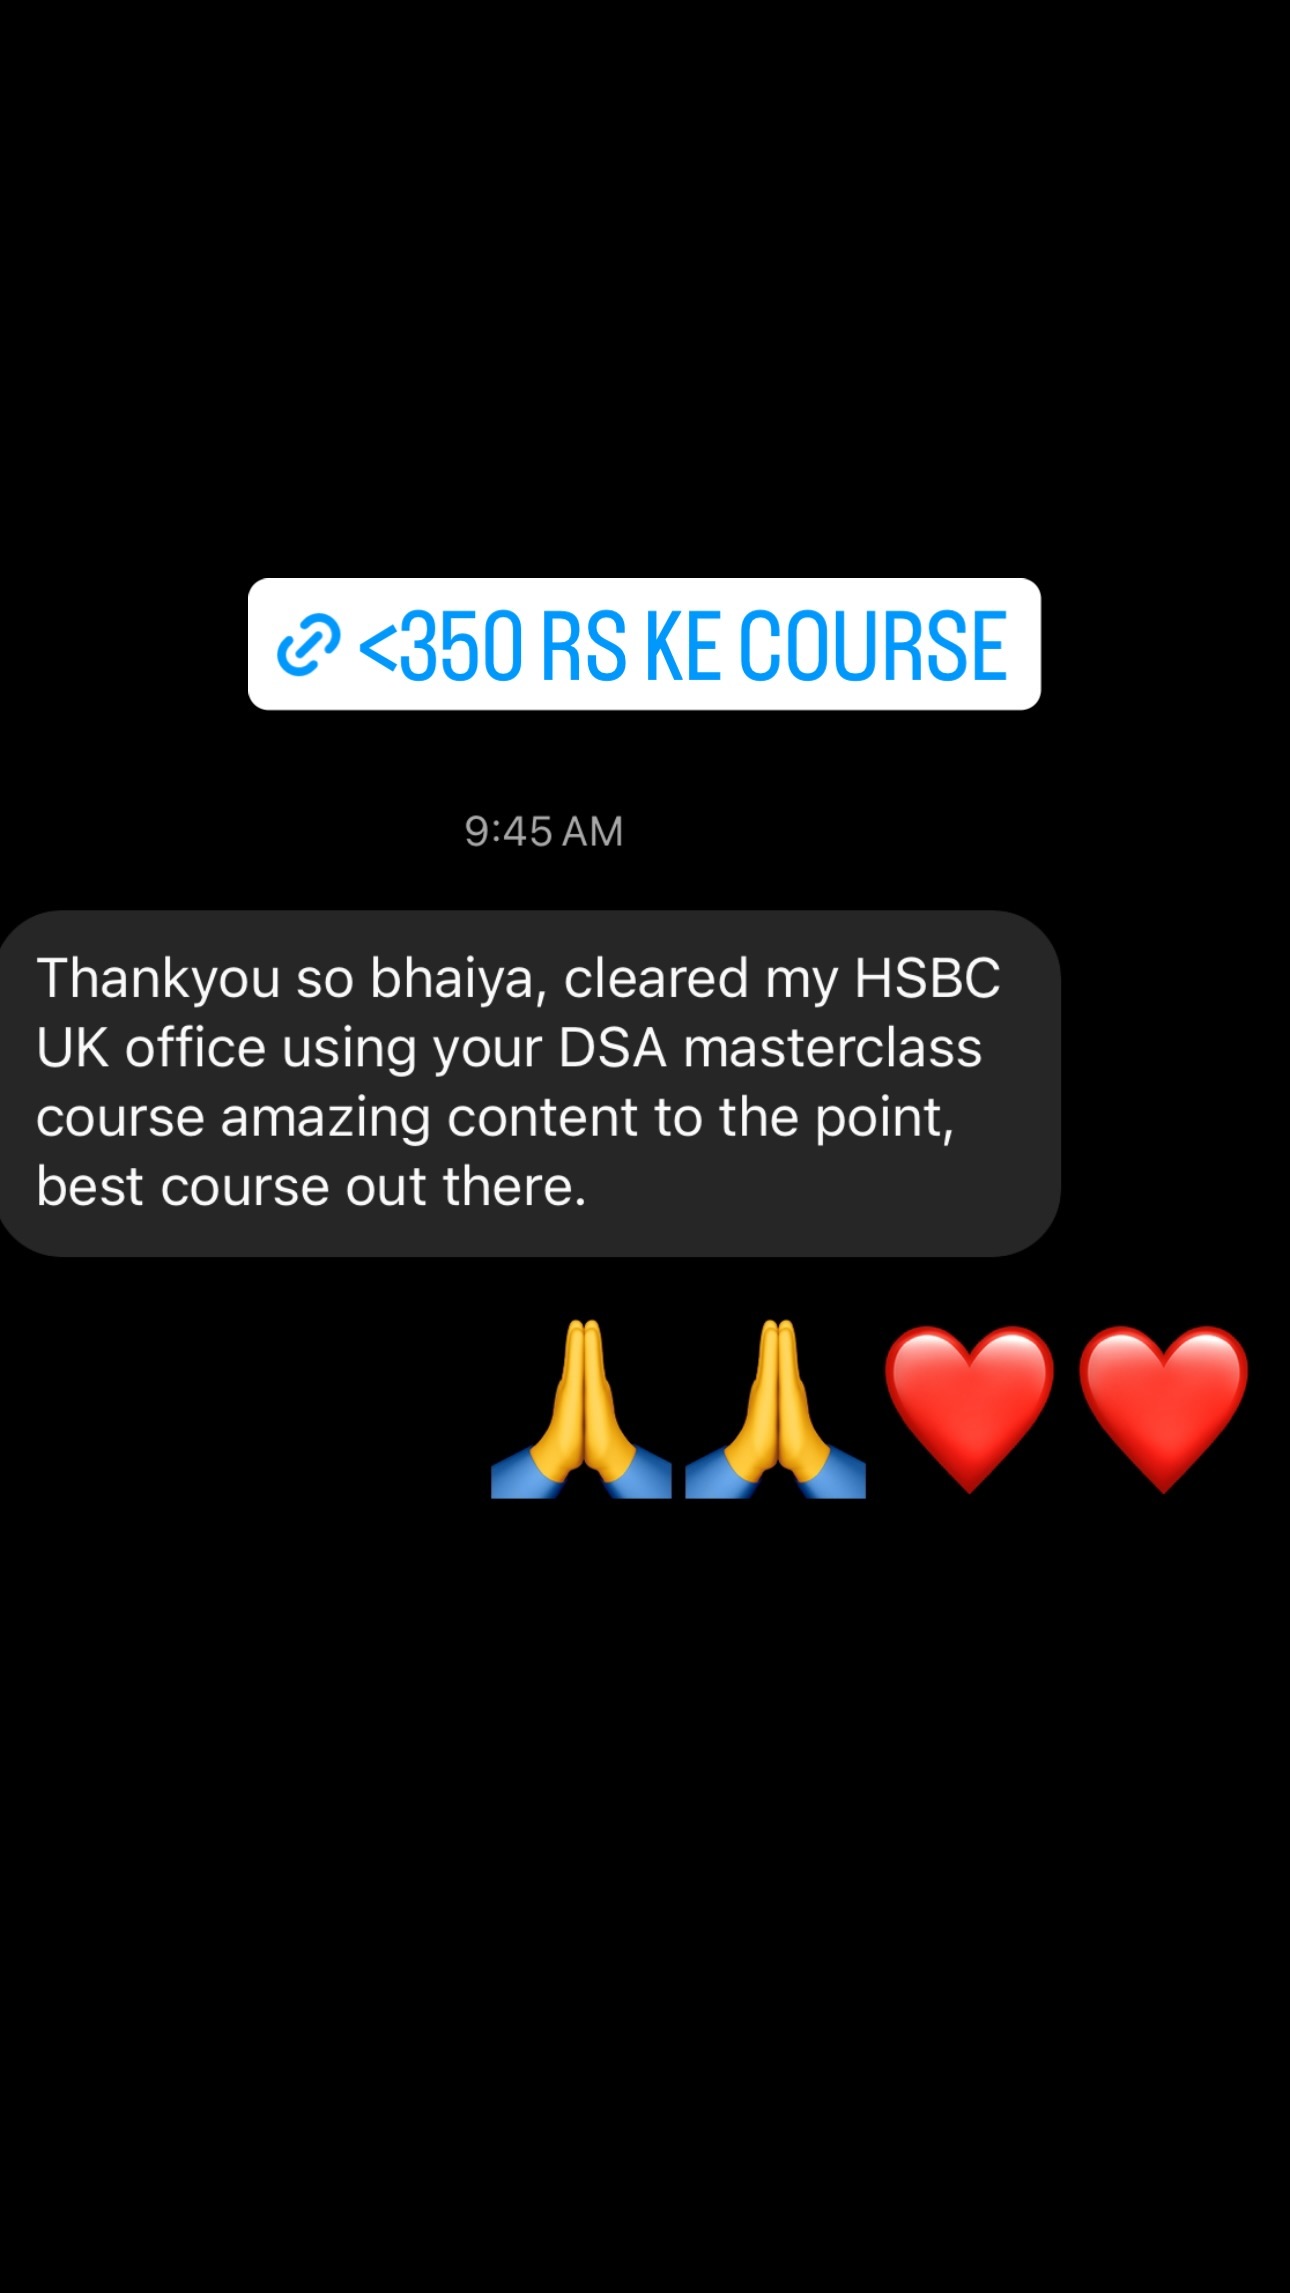 <350 RS KE COURSE
9:45 AM
Thankyou so bhaiya, cleared my HSBC
UK office using your DSA masterclass
course amazing content to the point,
best course out there.
🙏🙏❤️❤️